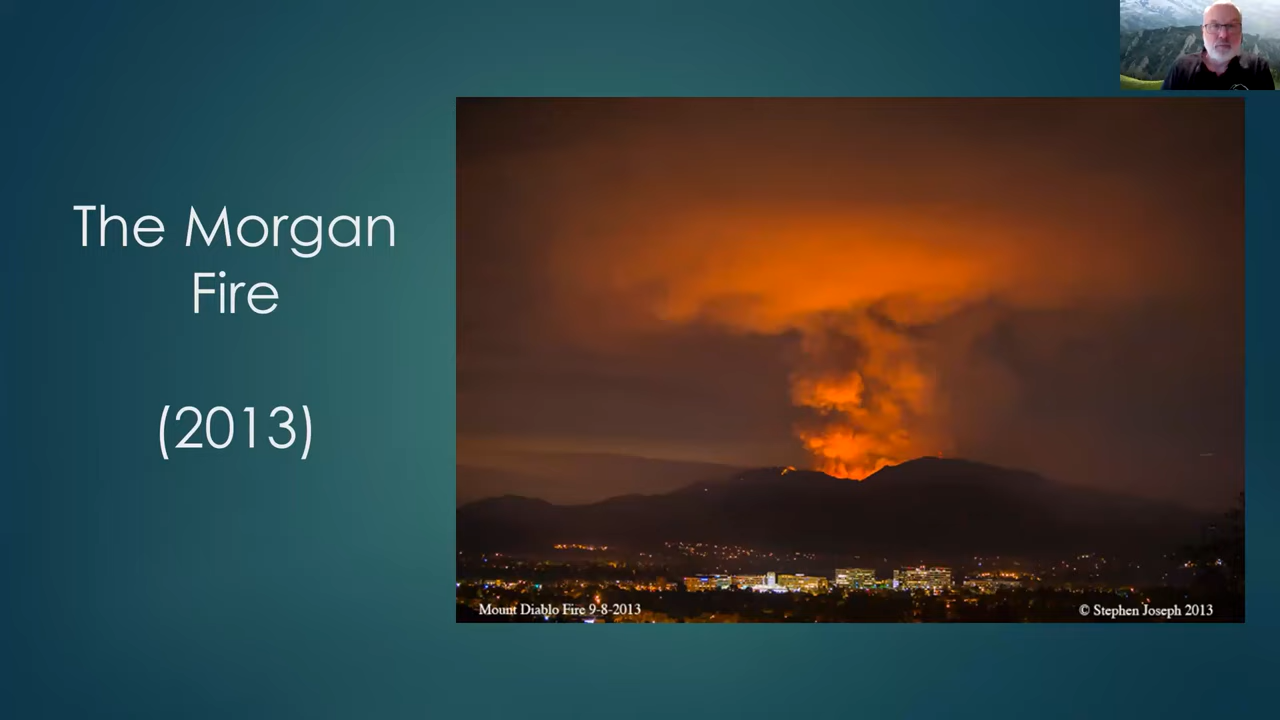 The Morgan
Fire
(2013)
Mount Diablo Fire 9-8-2013
© Stephen Joseph 2013